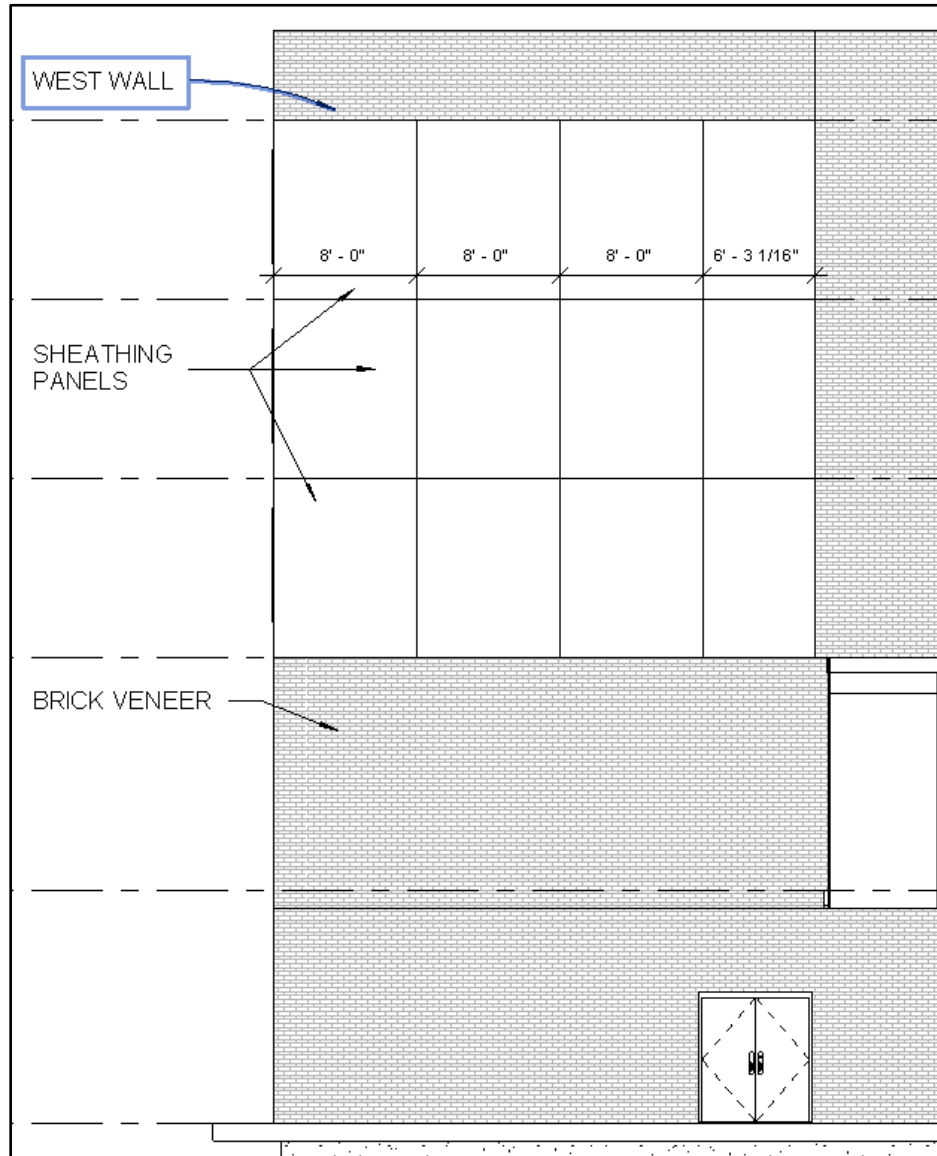 WEST WALL
8' - 0" 8' - 0" 8' - 0" 6' - 3 1/16"
SHEATHING
PANELS
BRICK VENEER